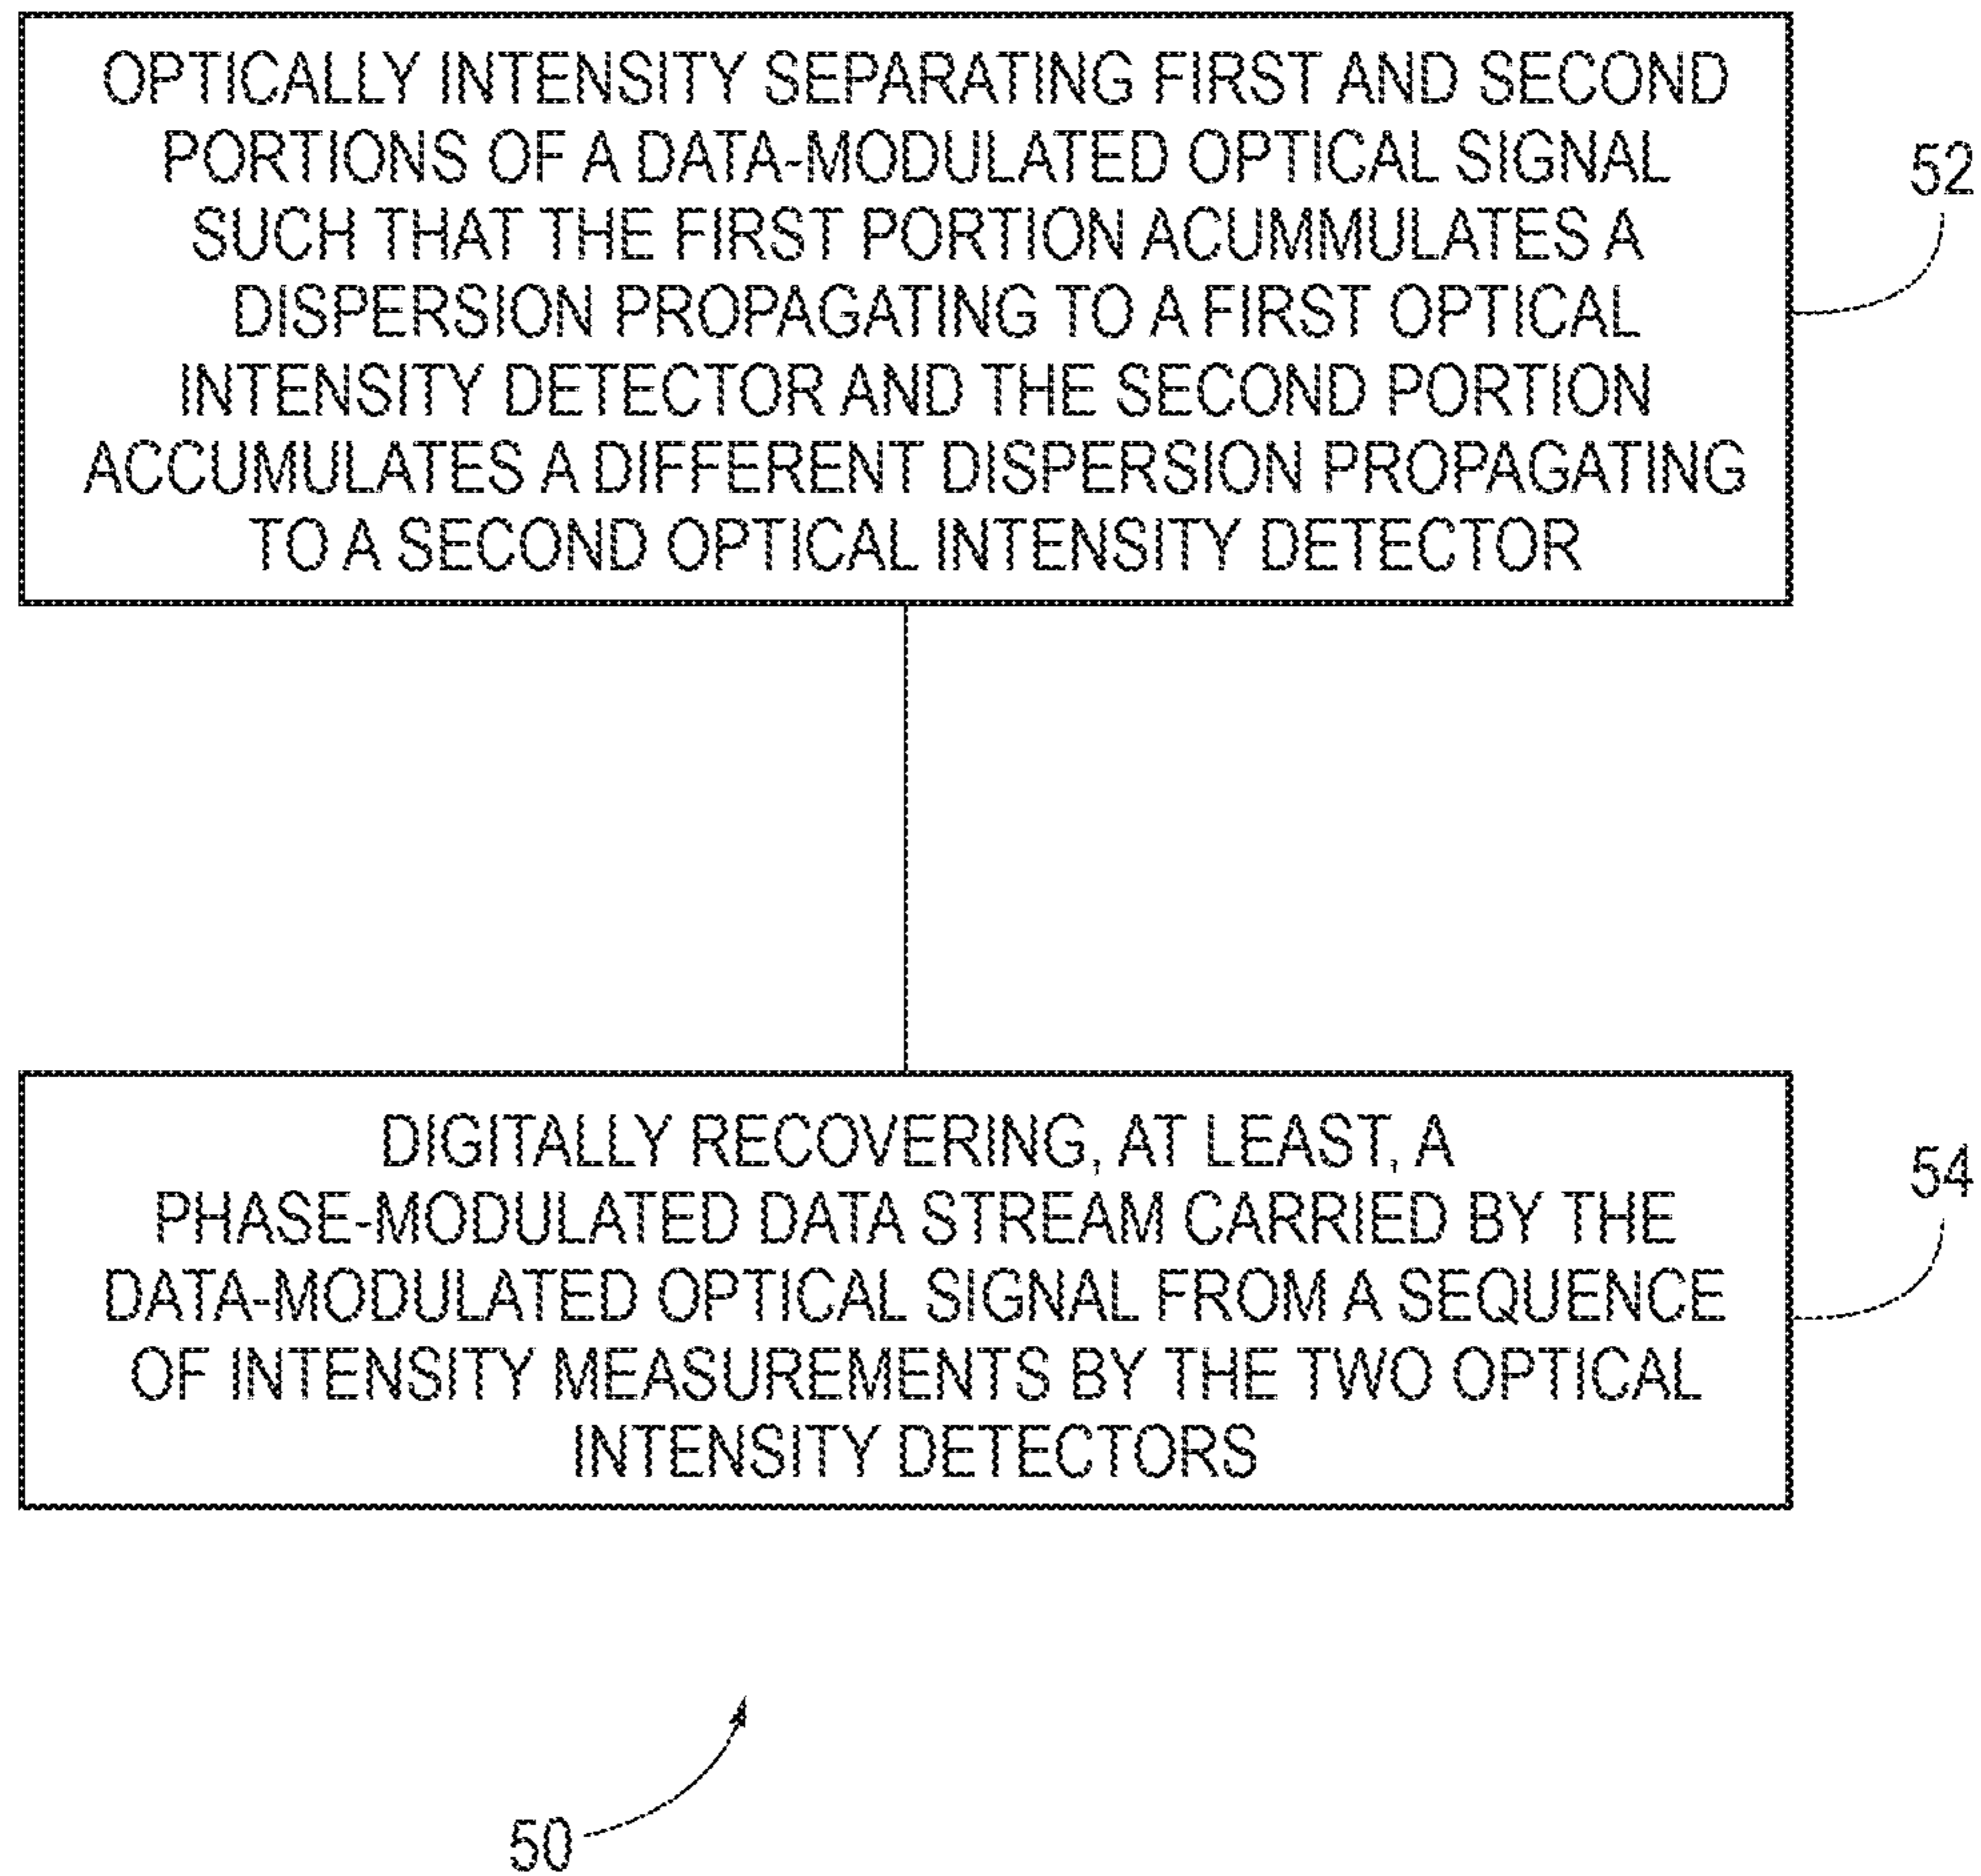 OPTICALLY INTENSITY SEPARATING FIRST AND SECOND
PORTIONS OF A DATA-MODULATED OPTICAL SIGNAL
SUCH THAT THE FIRST PORTION ACUMMULATES A
DISPERSION PROPAGATING TO A FIRST OPTICAL
INTENSITY DETECTOR AND THE SECOND PORTION
ACCUMULATES A DIFFERENT DISPERSION PROPAGATING
TO A SECOND OPTICAL INTENSITY DETECTOR
52
DIGITALLY RECOVERING, AT LEAST, A
PHASE-MODULATED DATA STREAM CARRIED BY THE
DATA-MODULATED OPTICAL SIGNAL FROM A SEQUENCE
OF INTENSITY MEASUREMENTS BY THE TWO OPTICAL
INTENSITY DETECTORS
54
50